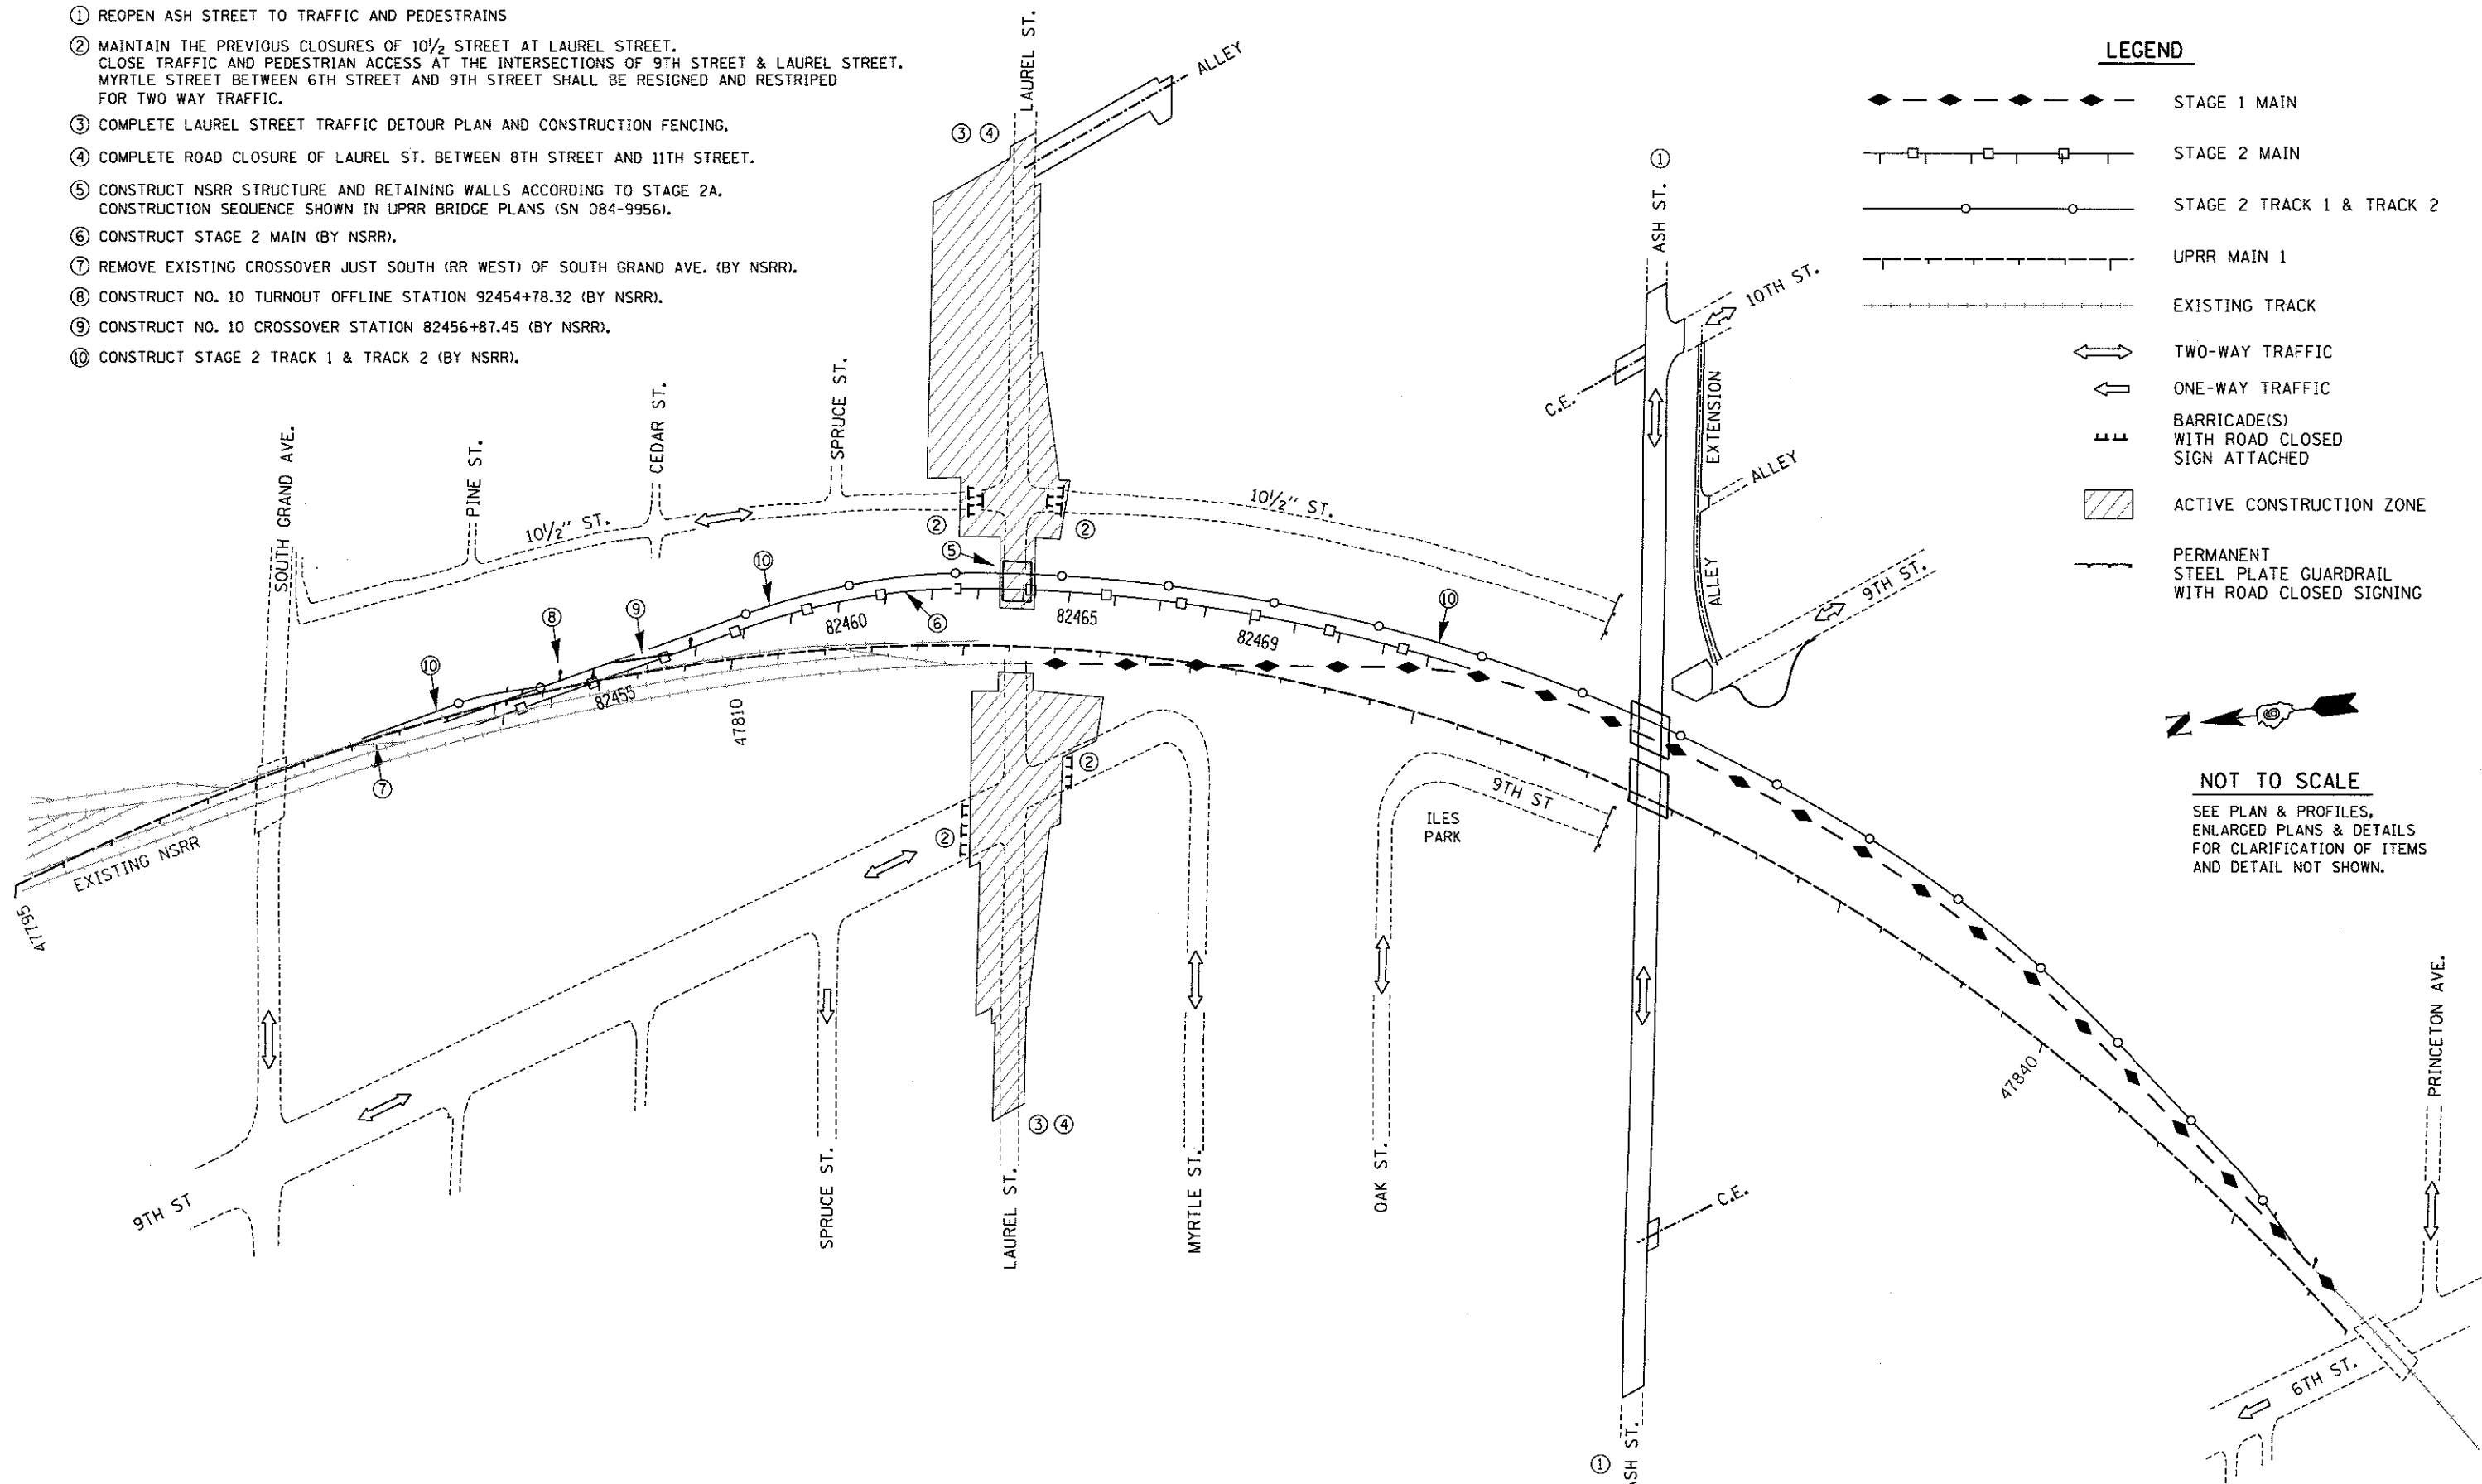 ① REOPEN ASH STREET TO TRAFFIC AND PEDESTRAINS
② MAINTAIN THE PREVIOUS CLOSURES OF 10½ STREET AT LAUREL STREET.
CLOSE TRAFFIC AND PEDESTRIAN ACCESS AT THE INTERSECTIONS OF 9TH STREET & LAUREL STREET.
MYRTLE STREET BETWEEN 6TH STREET AND 9TH STREET SHALL BE RESIGNED AND RESTRIPED
FOR TWO WAY TRAFFIC.
③ COMPLETE LAUREL STREET TRAFFIC DETOUR PLAN AND CONSTRUCTION FENCING.
④ COMPLETE ROAD CLOSURE OF LAUREL ST. BETWEEN 8TH STREET AND 11TH STREET.
⑤ CONSTRUCT NSRR STRUCTURE AND RETAINING WALLS ACCORDING TO STAGE 2A.
CONSTRUCTION SEQUENCE SHOWN IN UPRR BRIDGE PLANS (SN 084-9956).
⑥ CONSTRUCT STAGE 2 MAIN (BY NSRR).
⑦ REMOVE EXISTING CROSSOVER JUST SOUTH (RR WEST) OF SOUTH GRAND AVE. (BY NSRR).
⑧ CONSTRUCT NO. 10 TURNOUT OFFLINE STATION 92454+78.32 (BY NSRR).
⑨ CONSTRUCT NO. 10 CROSSOVER STATION 82456+87.45 (BY NSRR).
⑩ CONSTRUCT STAGE 2 TRACK 1 & TRACK 2 (BY NSRR).
LEGEND
STAGE 1 MAIN
STAGE 2 MAIN
STAGE 2 TRACK 1 & TRACK 2
UPRR MAIN 1
EXISTING TRACK
TWO-WAY TRAFFIC
ONE-WAY TRAFFIC
BARRICADE(S)
WITH ROAD CLOSED
SIGN ATTACHED
ACTIVE CONSTRUCTION ZONE
PERMANENT
STEEL PLATE GUARDRAIL
WITH ROAD CLOSED SIGNING
N
NOT TO SCALE
SEE PLAN & PROFILES,
ENLARGED PLANS & DETAILS
FOR CLARIFICATION OF ITEMS
AND DETAIL NOT SHOWN.
LAUREL ST.
ALLEY
③ ④
①
ASH ST.
10TH ST.
C.E.
EXTENSION
ALLEY
ALLEY
9TH ST.
SOUTH GRAND AVE.
PINE ST.
CEDAR ST.
SPRUCE ST.
10½" ST.
10½" ST.
②
②
⑤
⑩
⑧
⑨
⑥
⑩
⑩
⑦
82455
82460
82465
82469
47810
47795
47840
EXISTING NSRR
②
②
9TH ST
ILES
PARK
9TH ST
SPRUCE ST.
LAUREL ST.
③ ④
MYRTLE ST.
OAK ST.
C.E.
① ASH ST.
PRINCETON AVE.
6TH ST.